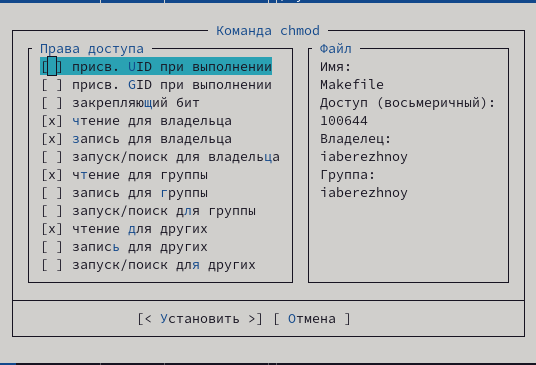 Команда chmod
Права доступа
[ ] присв. UID при выполнении
[ ] присв. GID при выполнении
[ ] закрепляющий бит
[x] чтение для владельца
[x] запись для владельца
[ ] запуск/поиск для владельца
[x] чтение для группы
[ ] запись для группы
[ ] запуск/поиск для группы
[x] чтение для других
[ ] запись для других
[ ] запуск/поиск для других
Файл
Имя:
Makefile
Доступ (восьмеричный):
100644
Владелец:
iaberezhnoy
Группа:
iaberezhnoy
[< Установить >] [ Отмена ]